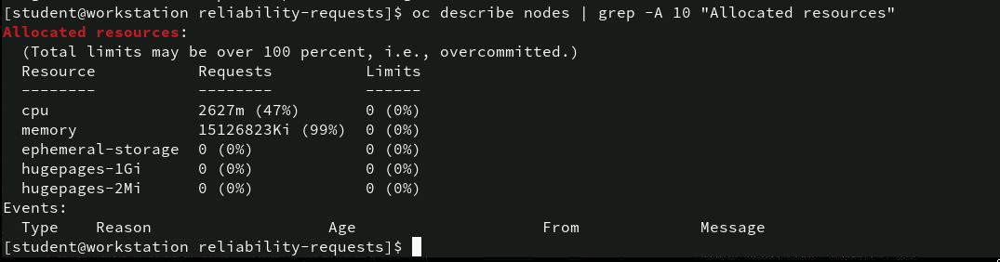 [student@workstation reliability-requests]$ oc describe nodes | grep -A 10 "Allocated resources"
Allocated resources:
  (Total limits may be over 100 percent, i.e., overcommitted.)
  Resource           Requests          Limits
  --------           --------          ------
  cpu                2627m (47%)       0 (0%)
  memory             15126823Ki (99%)  0 (0%)
  ephemeral-storage  0 (0%)            0 (0%)
  hugepages-1Gi      0 (0%)            0 (0%)
  hugepages-2Mi      0 (0%)            0 (0%)
Events:
  Type    Reason                   Age                    From             Message
[student@workstation reliability-requests]$